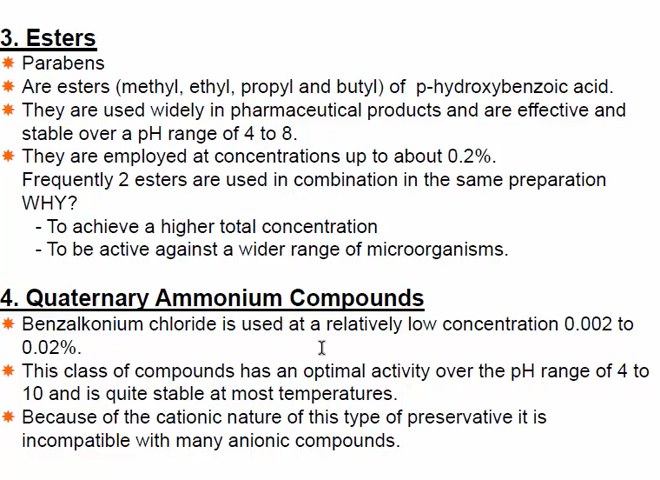 3. Esters
✷ Parabens
✷ Are esters (methyl, ethyl, propyl and butyl) of p-hydroxybenzoic acid.
✷ They are used widely in pharmaceutical products and are effective and
stable over a pH range of 4 to 8.
✷ They are employed at concentrations up to about 0.2%.
Frequently 2 esters are used in combination in the same preparation
WHY?
- To achieve a higher total concentration
- To be active against a wider range of microorganisms.
4. Quaternary Ammonium Compounds
✷ Benzalkonium chloride is used at a relatively low concentration 0.002 to
0.02%.
✷ This class of compounds has an optimal activity over the pH range of 4 to
10 and is quite stable at most temperatures.
✷ Because of the cationic nature of this type of preservative it is
incompatible with many anionic compounds.